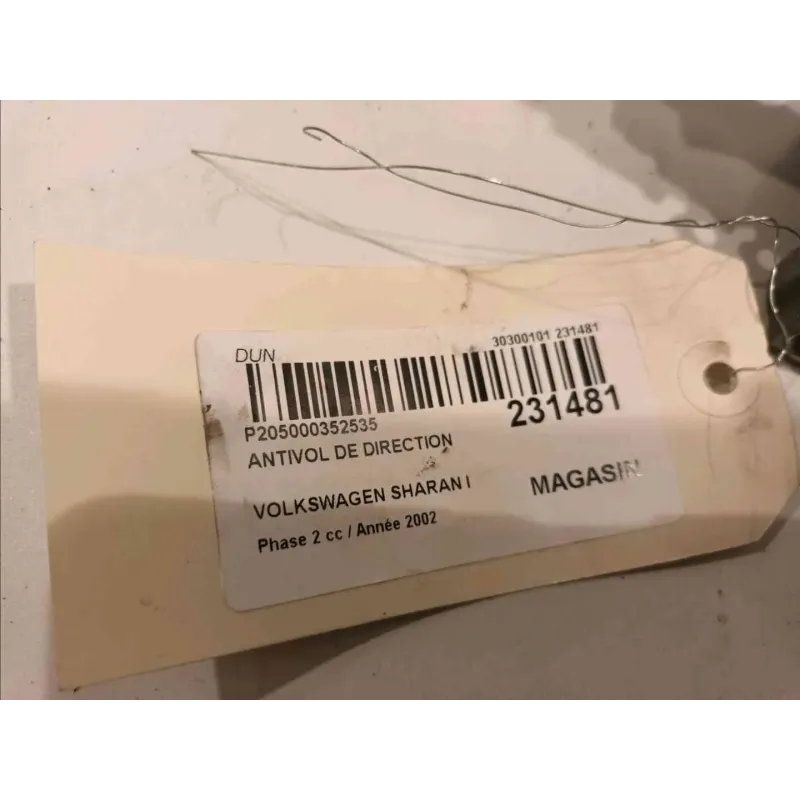 DUN 30300101 231481
P205000352535 231481
ANTIVOL DE DIRECTION
VOLKSWAGEN SHARAN I MAGASIN
Phase 2 cc / Année 2002